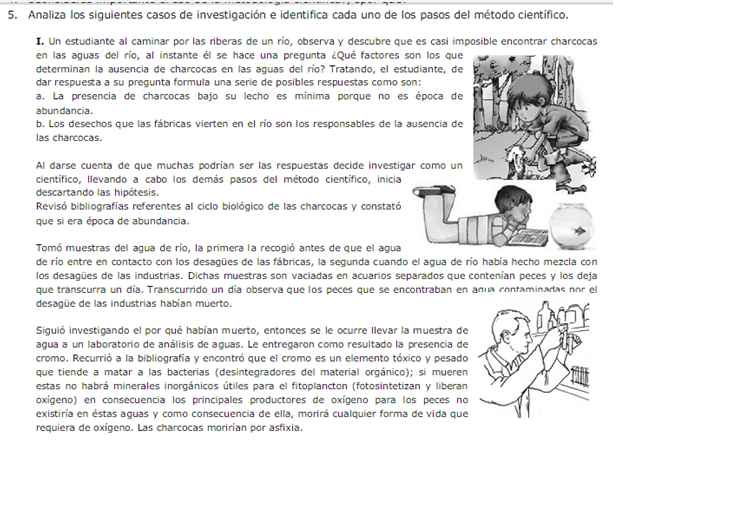 5. Analiza los siguientes casos de investigación e identifica cada uno de los pasos del método científico.
I. Un estudiante al caminar por las riberas de un río, observa y descubre que es casi imposible encontrar charcocas
en las aguas del río, al instante él se hace una pregunta ¿Qué factores son los que
determinan la ausencia de charcocas en las aguas del río? Tratando, el estudiante, de
dar respuesta a su pregunta formula una serie de posibles respuestas como son:
a. La presencia de charcocas bajo su lecho es mínima porque no es época de
abundancia.
b. Los desechos que las fábricas vierten en el río son los responsables de la ausencia de
las charcocas.
Al darse cuenta de que muchas podrían ser las respuestas decide investigar como un
científico, llevando a cabo los demás pasos del método científico, inicia
descartando las hipótesis.
Revisó bibliografías referentes al ciclo biológico de las charcocas y constató
que si era época de abundancia.
Tomó muestras del agua de río, la primera la recogió antes de que el agua
de río entre en contacto con los desagües de las fábricas, la segunda cuando el agua de río había hecho mezcla con
los desagües de las industrias. Dichas muestras son vaciadas en acuarios separados que contenían peces y los deja
que transcurra un día. Transcurrido un día observa que los peces que se encontraban en agua contaminadas por el
desagüe de las industrias habían muerto.
Siguió investigando el por qué habían muerto, entonces se le ocurre llevar la muestra de
agua a un laboratorio de análisis de aguas. Le entregaron como resultado la presencia de
cromo. Recurrió a la bibliografía y encontró que el cromo es un elemento tóxico y pesado
que tiende a matar a las bacterias (desintegradores del material orgánico); si mueren
estas no habrá minerales inorgánicos útiles para el fitoplancton (fotosintetizan y liberan
oxígeno) en consecuencia los principales productores de oxígeno para los peces no
existiría en éstas aguas y como consecuencia de ella, morirá cualquier forma de vida que
requiera de oxígeno. Las charcocas morirían por asfixia.